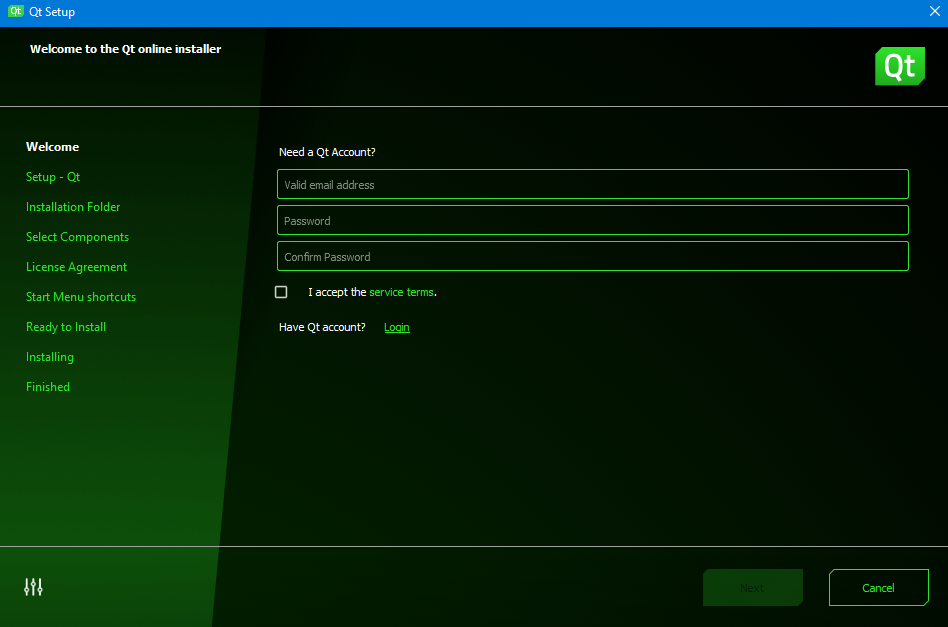 Qt Qt Setup
Welcome to the Qt online installer
Qt
Welcome
Setup - Qt
Installation Folder
Select Components
License Agreement
Start Menu shortcuts
Ready to Install
Installing
Finished
Need a Qt Account?
Valid email address
Password
Confirm Password
I accept the service terms.
Have Qt account? Login
Next
Cancel